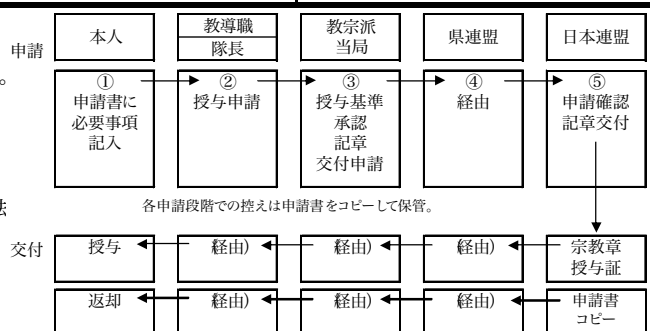 申請
本人
教導職
隊長
教宗派
当局
県連盟
日本連盟
。
①
申請書に
必要事項
記入
②
授与申請
③
授与基準
承認
記章
交付申請
④
経由
⑤
申請確認
記章交付
各申請段階での控えは申請書をコピーして保管。
交付
授与
経由)
経由)
経由)
宗教章
授与証
返却
経由)
経由)
経由)
申請書
コピー